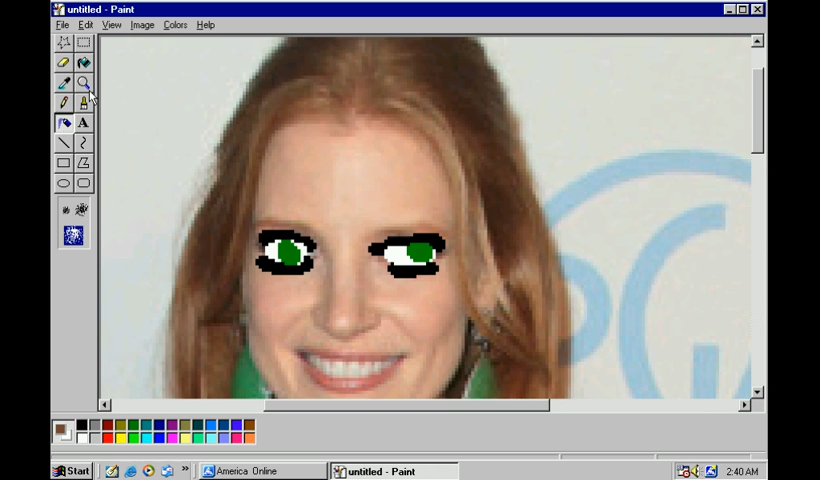 untitled - Paint
File Edit View Image Colors Help
A
Start
America Online
untitled - Paint
2:40 AM